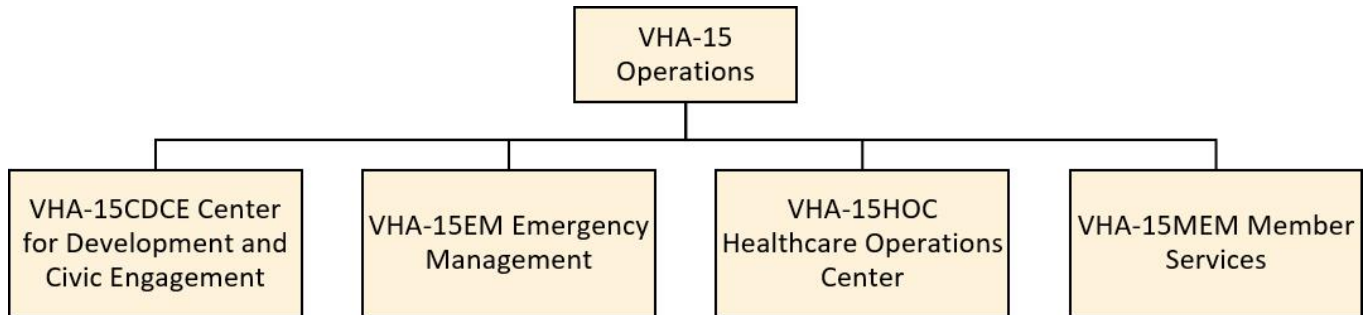 VHA-15
Operations
VHA-15CDCE Center
for Development and
Civic Engagement
VHA-15EM Emergency
Management
VHA-15HOC
Healthcare Operations
Center
VHA-15MEM Member
Services